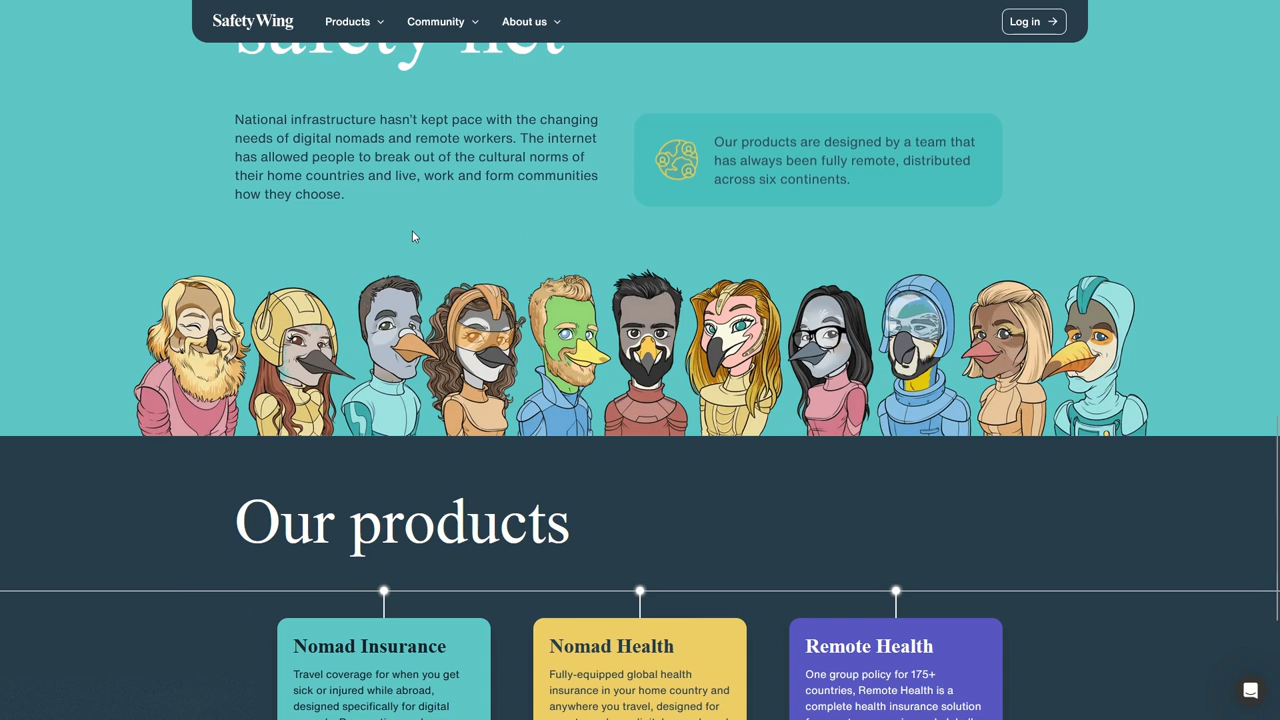 SafetyWing
Products
Community
About us
Log in
safety net
National infrastructure hasn't kept pace with the changing
needs of digital nomads and remote workers. The internet
has allowed people to break out of the cultural norms of
their home countries and live, work and form communities
how they choose.
Our products are designed by a team that
has always been fully remote, distributed
across six continents.
Our products
Nomad Insurance
Travel coverage for when you get
sick or injured while abroad,
designed specifically for digital
Nomad Health
Fully-equipped global health
insurance in your home country and
anywhere you travel, designed for
Remote Health
One group policy for 175+
countries, Remote Health is a
complete health insurance solution